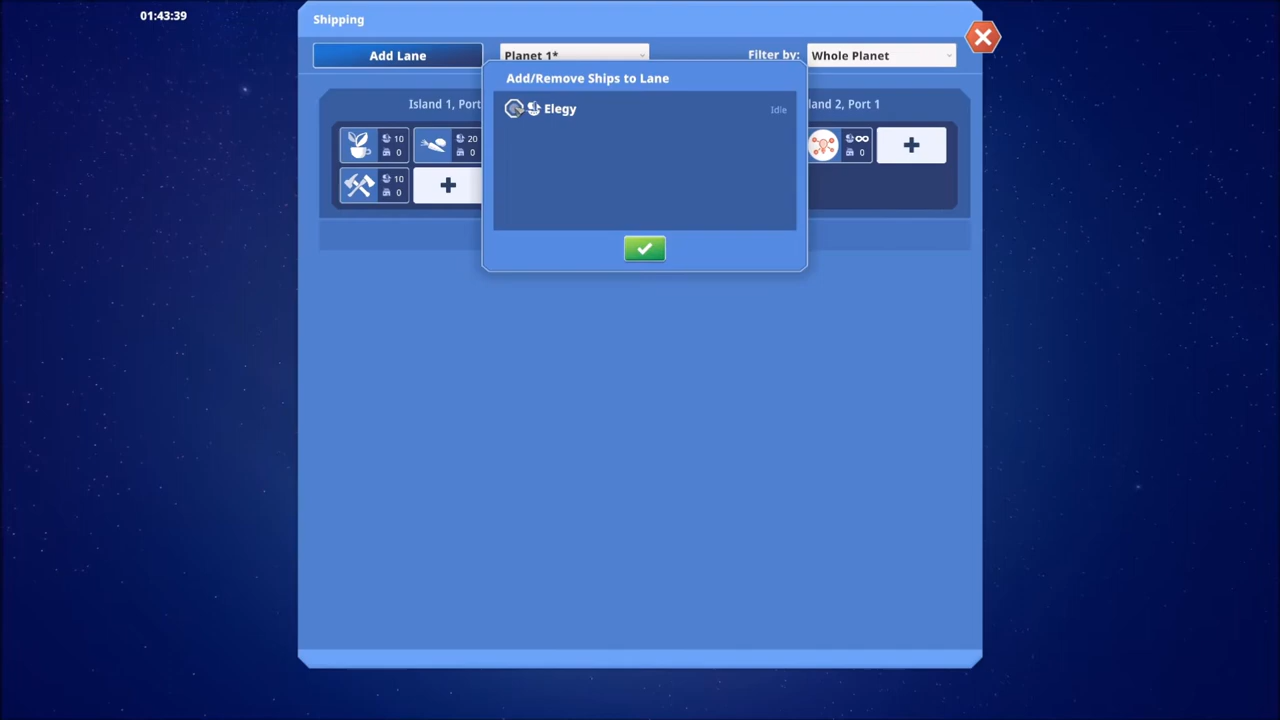 01:43:39
Shipping
Add Lane
Planet 1*
Filter by:
Whole Planet
Add/Remove Ships to Lane
Elegy
Idle
Island 1, Port
land 2, Port 1
10
0
20
0
∞
0
10
0